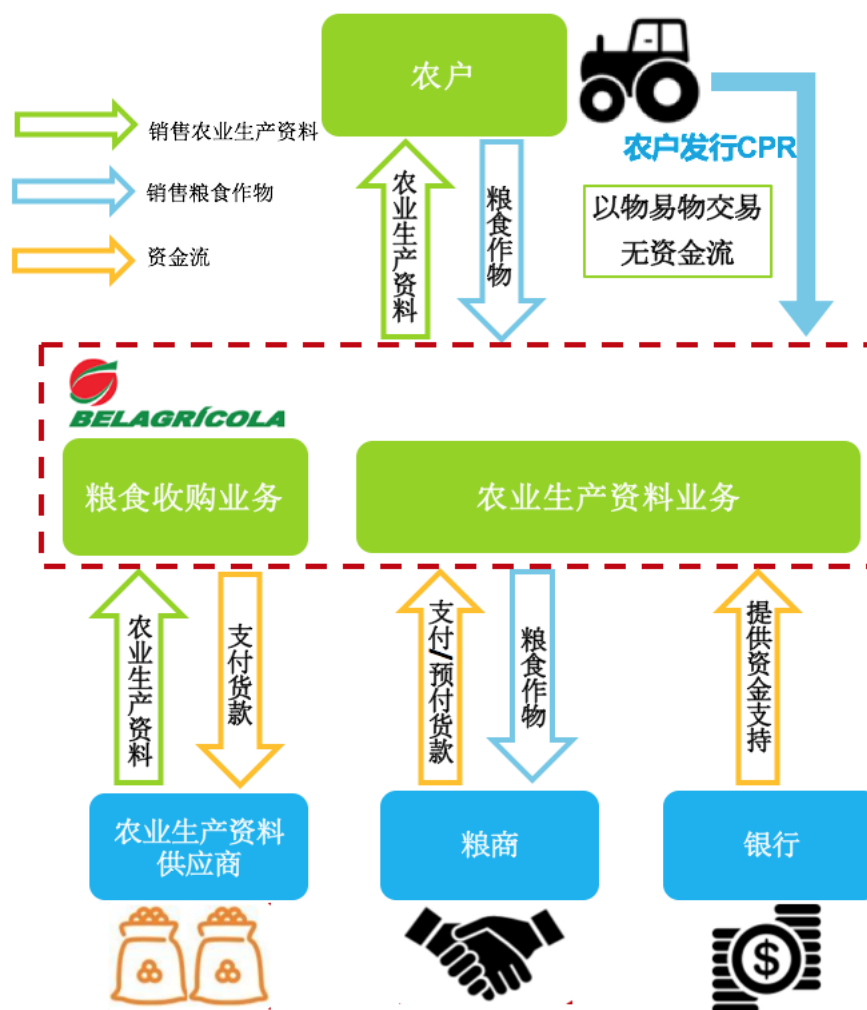 农户
销售农业生产资料
销售粮食作物
资金流
农户发行CPR
以物易物交易
无资金流
农业生产资料
粮食作物
BELAGRÍCOLA
粮食收购业务
农业生产资料业务
农业生产资料
支付货款
支付/预付货款
粮食作物
提供资金支持
农业生产资料
供应商
粮商
银行
$